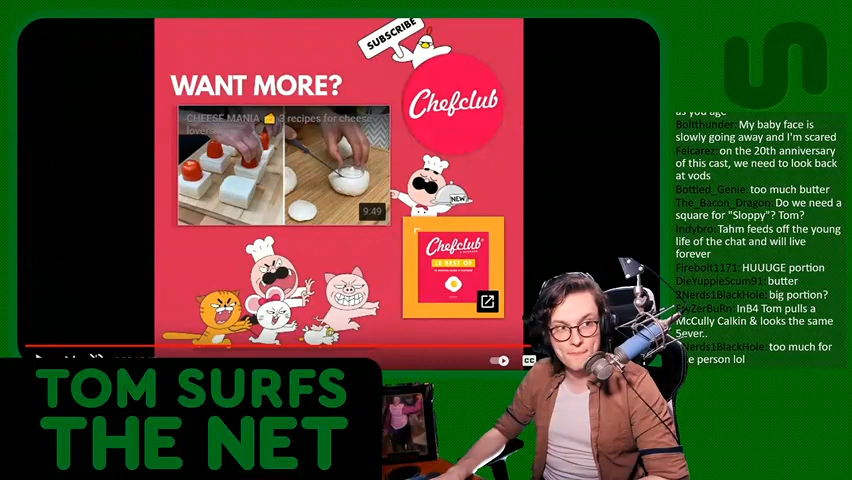 SUBSCRIBE
WANT MORE?
Chefclub
CHEESE MANIA 3 recipes for cheese
lovers
9:49
NEW
Chefclub
LE BEST OF
CC
TOM SURFS
THE NET
as you age
Boltthunder: My baby face is
slowly going away and I'm scared
Felcarez: on the 20th anniversary
of this cast, we need to look back
at vods
Bottled_Genie: too much butter
The_Bacon_Dragon: Do we need a
square for "Sloppy"? Tom?
Indybro: Tahm feeds off the young
life of the chat and will live
forever
Firebolt1171: HUUUGE portion
DieYuppieScum91: butter
2Nerds1BlackHole: big portion?
InB4 Tom pulls a
McCully Calkin & looks the same
5ever..
Nerds1BlackHole: too much for
e person lol